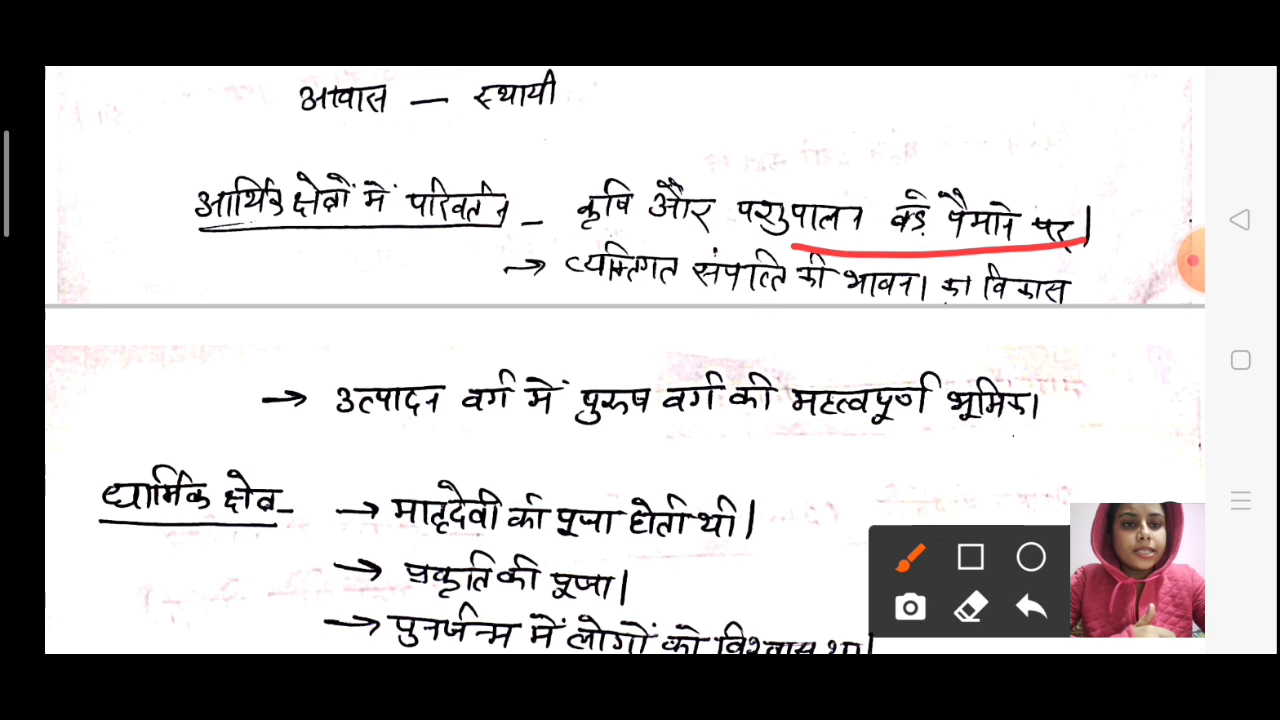 आवास — स्थायी
आर्थिक क्षेत्रों में परिवर्तन – कृषि और पशुपालन बड़े पैमाने पर।
→ व्यक्तिगत संपत्ति की भावना का विकास
→ उत्पादन वर्ग में पुरुष वर्ग की महत्वपूर्ण भूमिका
धार्मिक क्षेत्र – → मातृदेवी की पूजा होती थी।
→ प्रकृति की पूजा।
→ पुनर्जन्म में लोगों को विश्वास था।